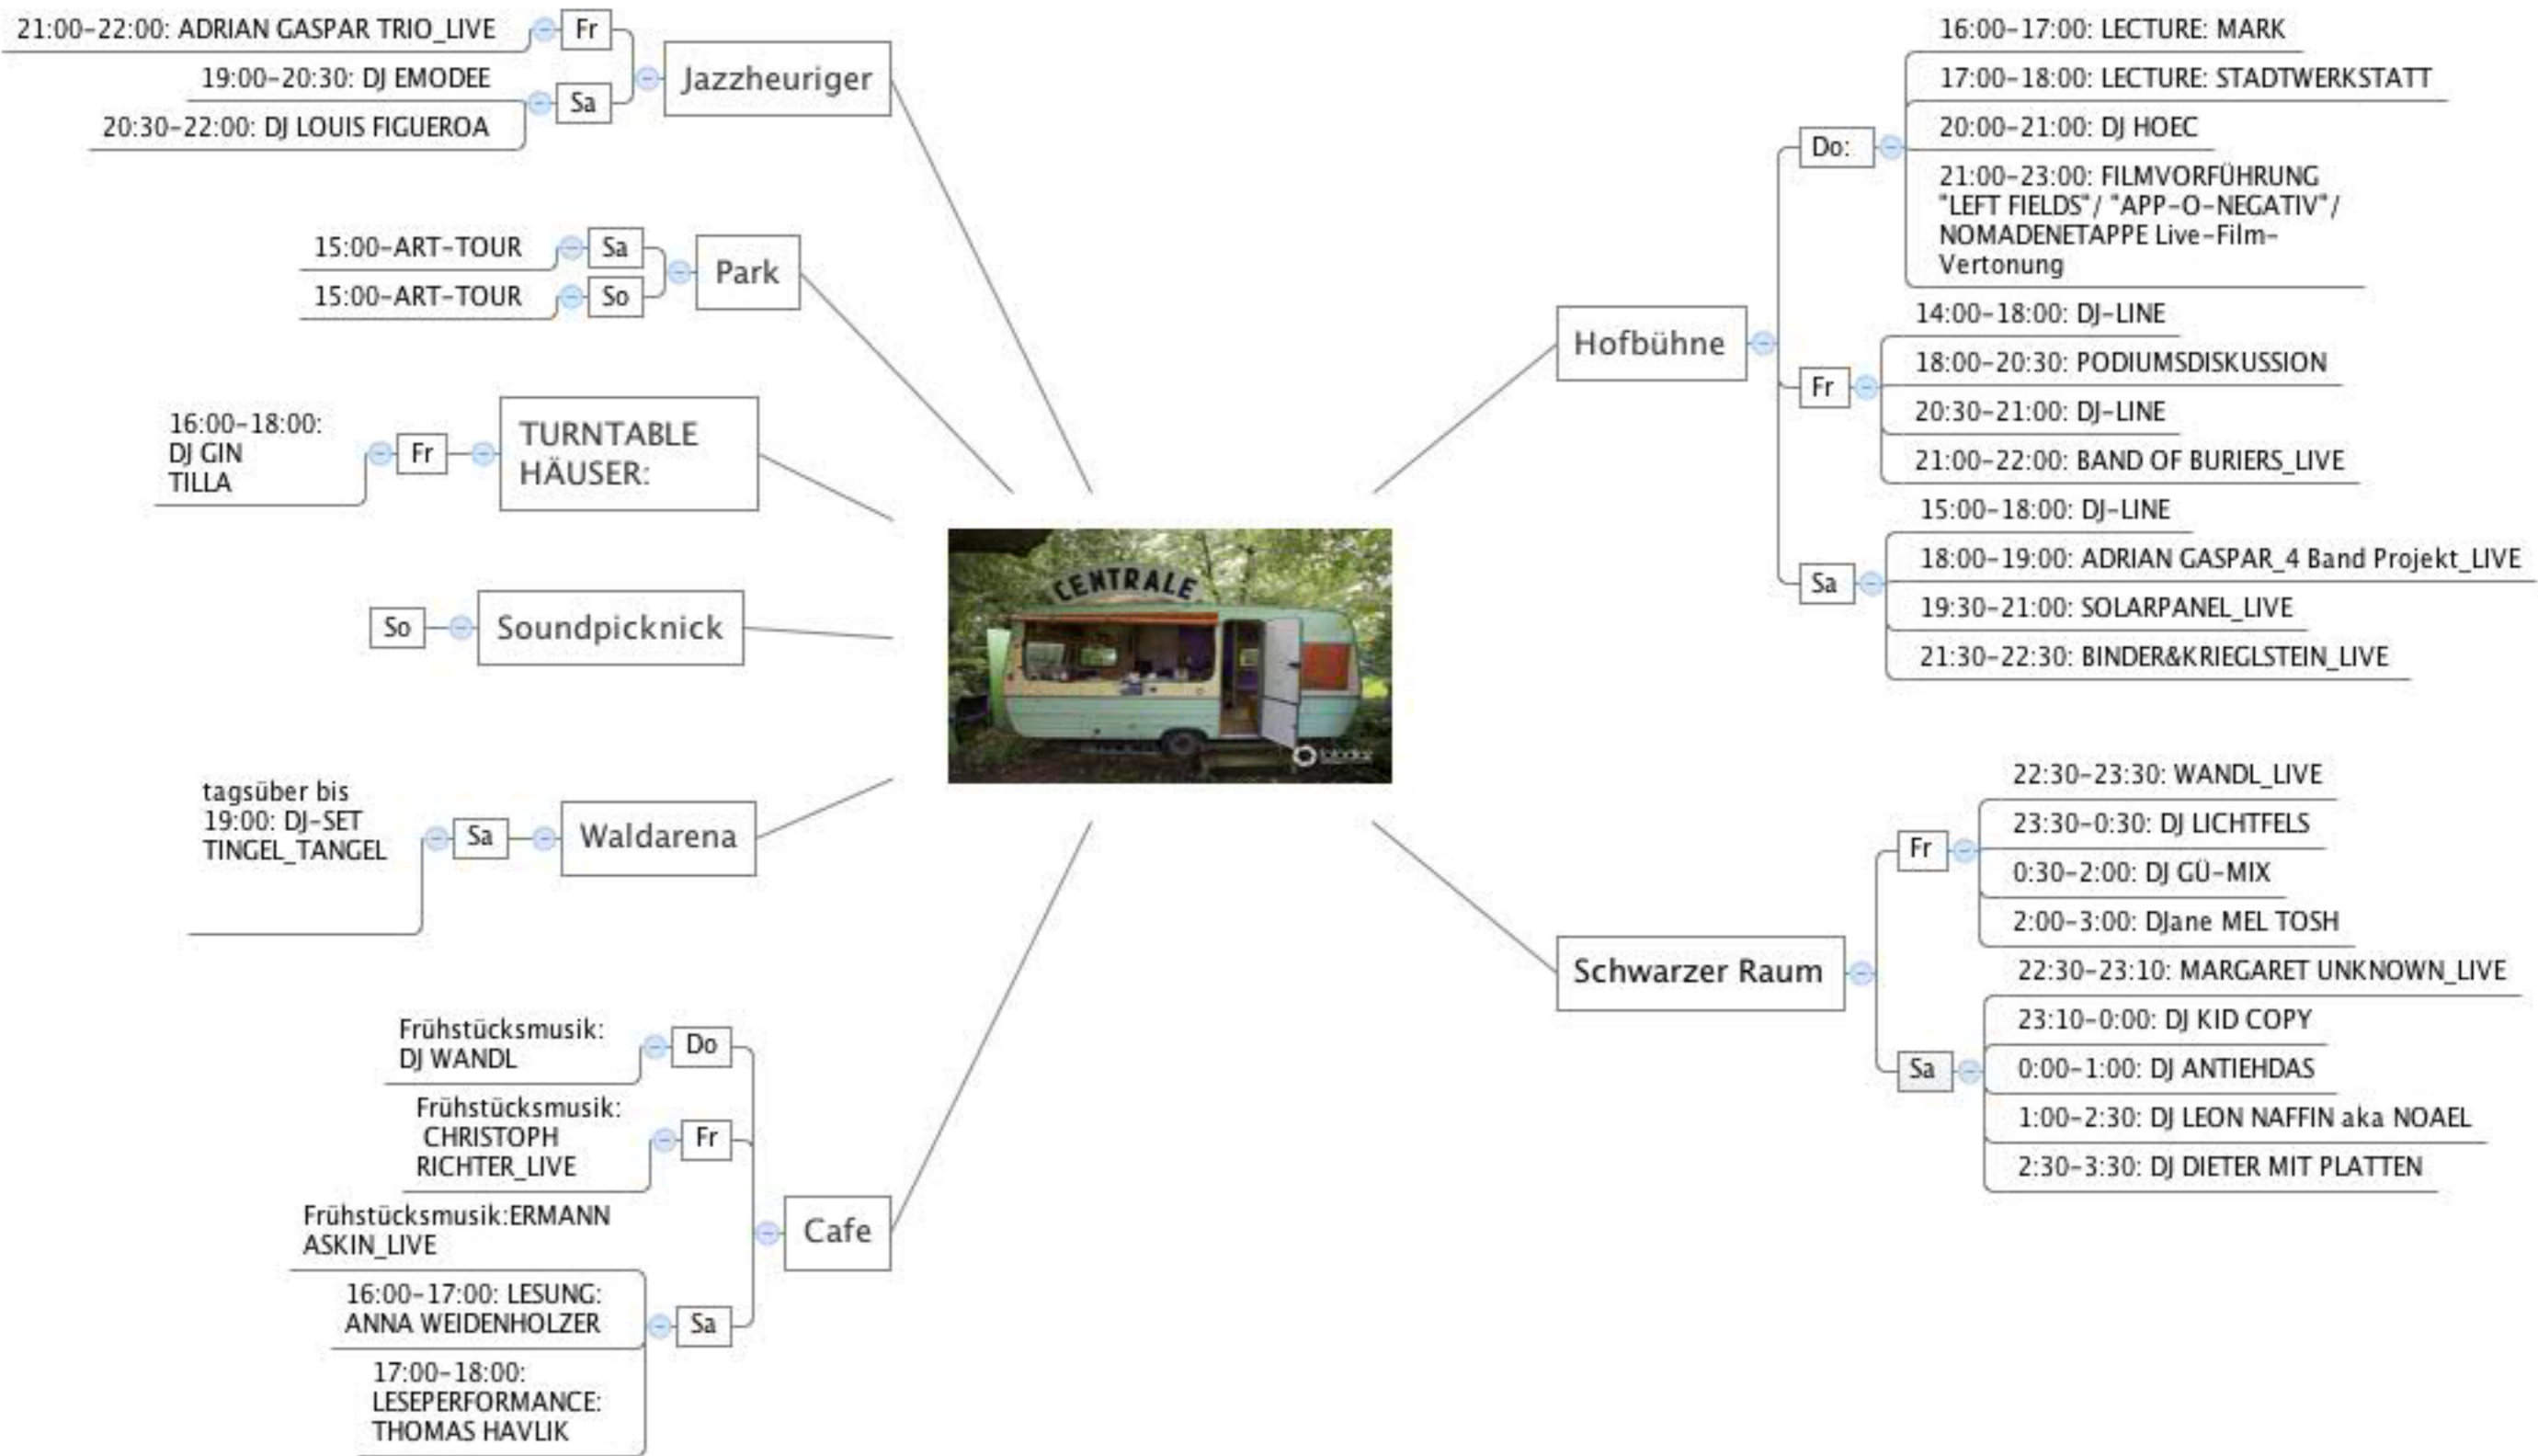 21:00-22:00: ADRIAN GASPAR TRIO_LIVE
Fr
19:00-20:30: DJ EMODEE
20:30-22:00: DJ LOUIS FIGUEROA
Sa
Jazzheuriger
15:00-ART-TOUR
Sa
15:00-ART-TOUR
So
Park
16:00-18:00:
DJ GIN
TILLA
Fr
TURNTABLE
HÄUSER:
So
Soundpicknick
tagsüber bis
19:00: DJ-SET
TINGEL_TANGEL
Sa
Waldarena
Frühstücksmusik:
DJ WANDL
Do
Frühstücksmusik:
CHRISTOPH
RICHTER_LIVE
Fr
Frühstücksmusik:ERMANN
ASKIN_LIVE
16:00-17:00: LESUNG:
ANNA WEIDENHOLZER
17:00-18:00:
LESEPERFORMANCE:
THOMAS HAVLIK
Sa
Cafe
CENTRALE
Hofbühne
Do:
16:00-17:00: LECTURE: MARK
17:00-18:00: LECTURE: STADTWERKSTATT
20:00-21:00: DJ HOEC
21:00-23:00: FILMVORFÜHRUNG
"LEFT FIELDS"/ "APP-O-NEGATIV"/
NOMADENETAPPE Live-Film-
Vertonung
Fr
14:00-18:00: DJ-LINE
18:00-20:30: PODIUMSDISKUSSION
20:30-21:00: DJ-LINE
21:00-22:00: BAND OF BURIERS_LIVE
Sa
15:00-18:00: DJ-LINE
18:00-19:00: ADRIAN GASPAR_4 Band Projekt_LIVE
19:30-21:00: SOLARPANEL_LIVE
21:30-22:30: BINDER&KRIEGLSTEIN_LIVE
Schwarzer Raum
Fr
22:30-23:30: WANDL_LIVE
23:30-0:30: DJ LICHTFELS
0:30-2:00: DJ GÜ-MIX
2:00-3:00: DJane MEL TOSH
Sa
22:30-23:10: MARGARET UNKNOWN_LIVE
23:10-0:00: DJ KID COPY
0:00-1:00: DJ ANTIEHDAS
1:00-2:30: DJ LEON NAFFIN aka NOAEL
2:30-3:30: DJ DIETER MIT PLATTEN